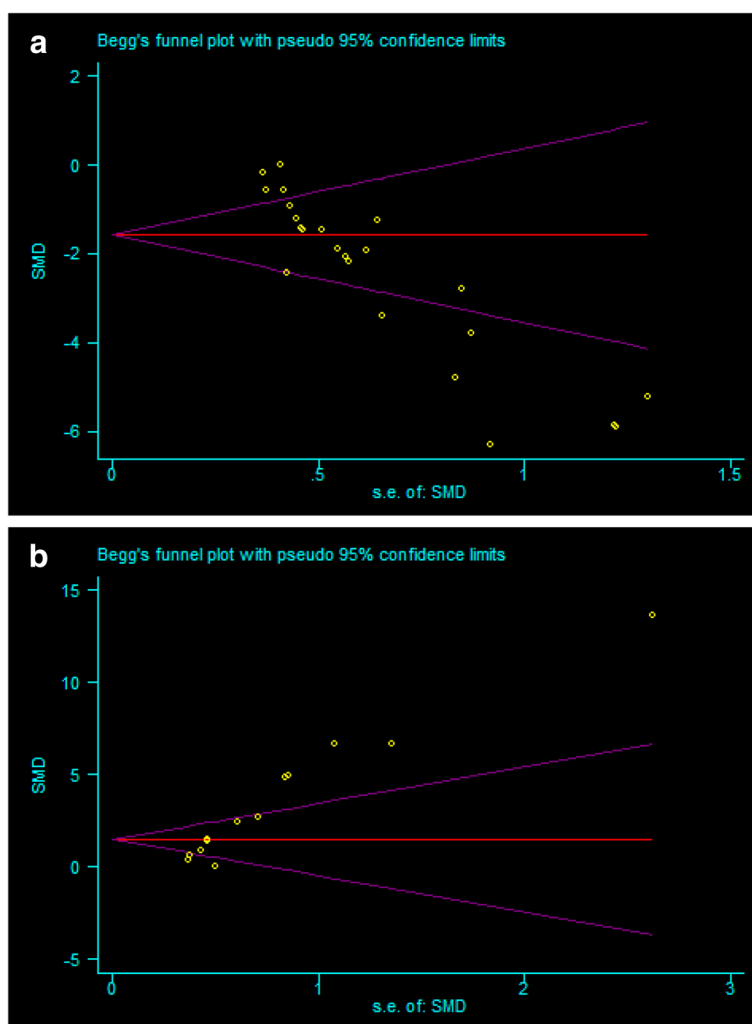 a
Begg's funnel plot with pseudo 95% confidence limits
2
0
-2
-4
-6
SMD
0
.5
1
1.5
s.e. of: SMD
b
Begg's funnel plot with pseudo 95% confidence limits
15
10
5
0
-5
SMD
0
1
2
3
s.e. of: SMD